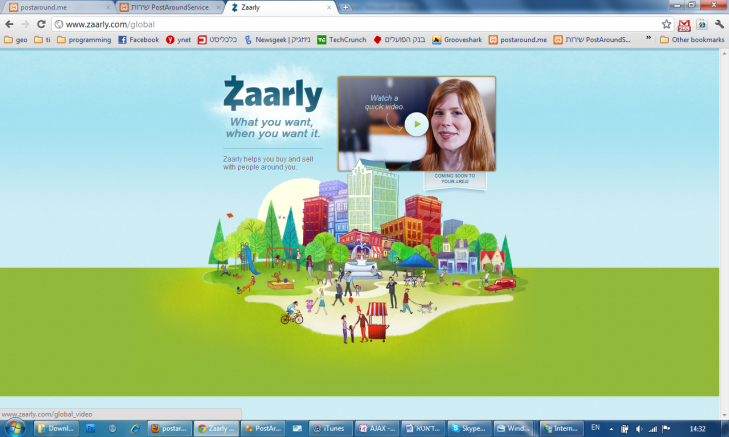 postaround.me
שירות PostAroundService
Zaarly
www.zaarly.com/global
geo
ti
programming
Facebook
ynet
כלכליסט
Newsgeek | ניוזגיק
TechCrunch
בנק הפועלים
Grooveshark
postaround.me
שירות PostAroundS...
»
Other bookmarks
Zaarly
What you want,
when you want it.
Zaarly helps you buy and sell
with people around you.
Watch a
quick video.
COMING SOON TO
YOUR AREA!
www.zaarly.com/global_video
Downl...
postar...
Zaarly ...
PostAr...
iTunes
AJAX -...
Skype...
Wind...
Intern...
EN
14:32